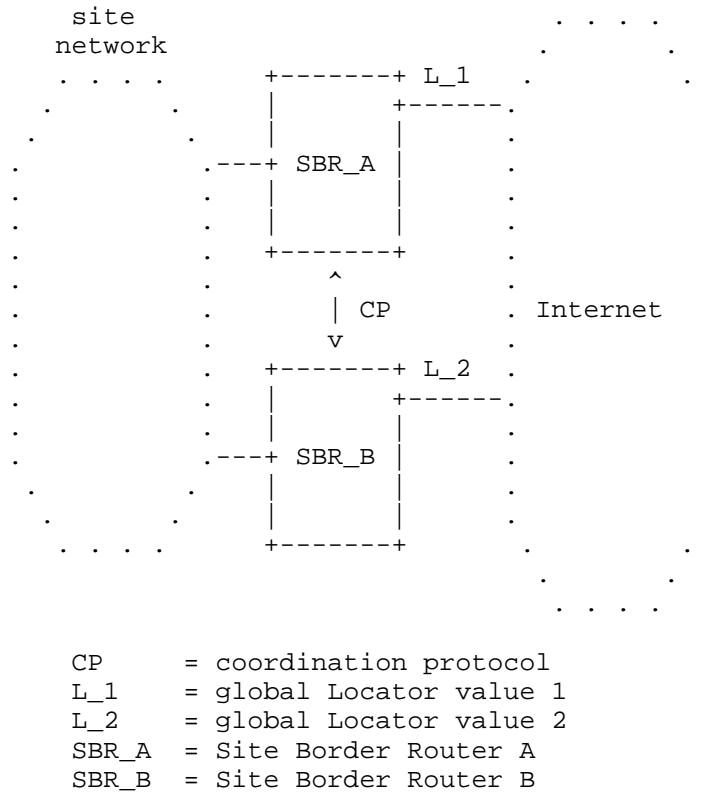 site
network
L_1
SBR_A
CP
Internet
L_2
SBR_B
CP = coordination protocol
L_1 = global Locator value 1
L_2 = global Locator value 2
SBR_A = Site Border Router A
SBR_B = Site Border Router B